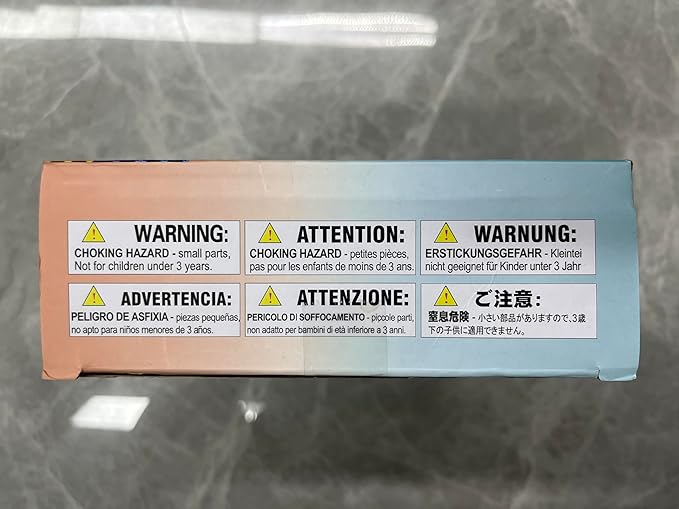 WARNING:
CHOKING HAZARD - small parts,
Not for children under 3 years.
ATTENTION:
CHOKING HAZARD - petites pièces,
pas pour les enfants de moins de 3 ans.
WARNUNG:
ERSTICKUNGSGEFAHR - Kleintei
nicht geeignet für Kinder unter 3 Jahr
ADVERTENCIA:
PELIGRO DE ASFIXIA - piezas pequeñas,
no apto para niños menores de 3 años.
ATTENZIONE:
PERICOLO DI SOFFOCAMENTO - piccole parti,
non adatto per bambini di età inferiore a 3 anni.
ご注意:
窒息危険 - 小さい部品がありますので、3歳
下の子供に適用できません。